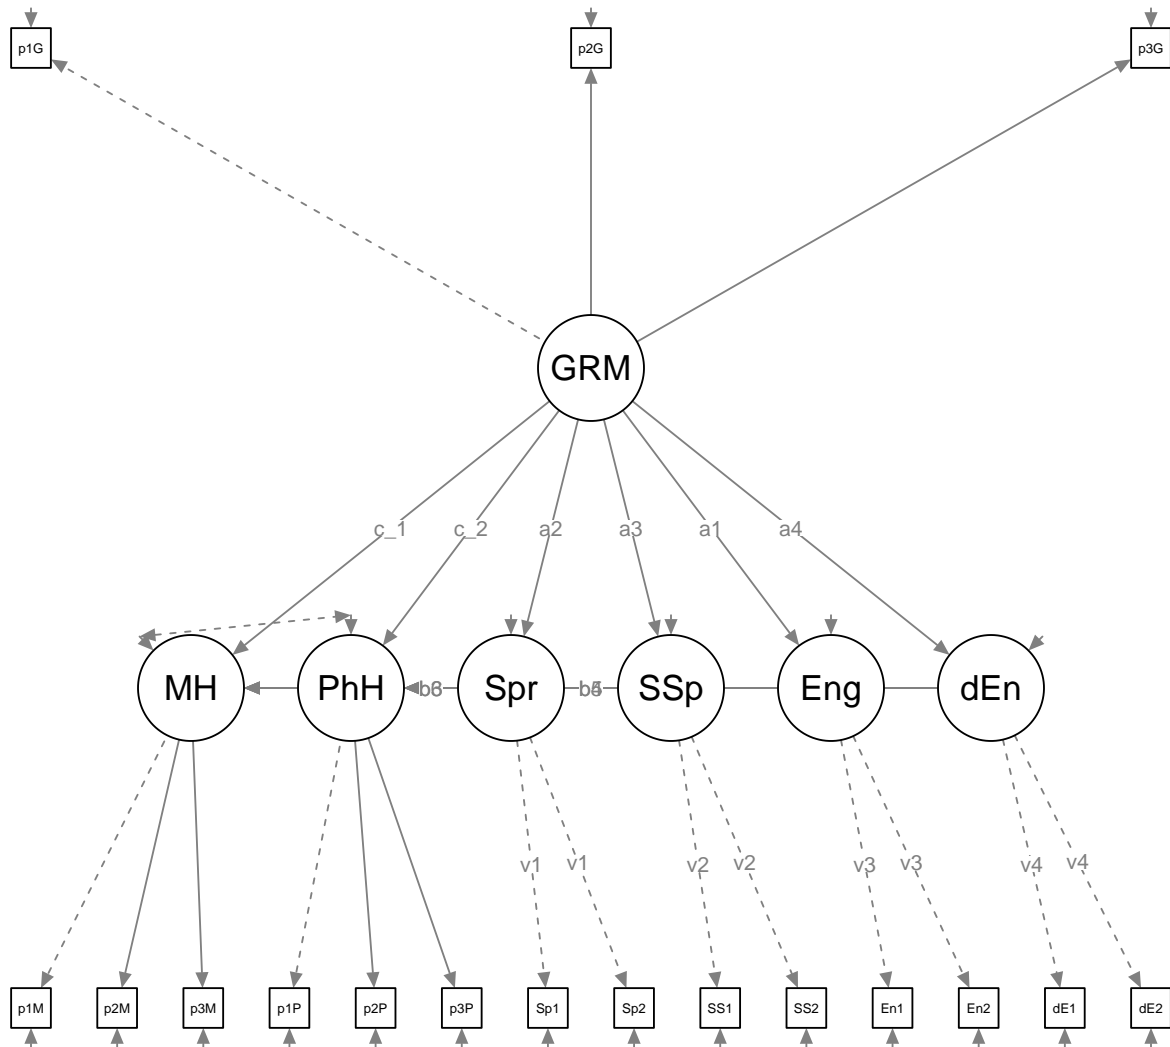 p1G p2G p3G
GRM
c_1 c_2 a2 a3 a1 a4
MH PhH Spr SSp Eng dEn
v1 v1 v2 v2 v3 v3 v4 v4
p1M p2M p3M p1P p2P p3P Sp1 Sp2 SS1 SS2 En1 En2 dE1 dE2